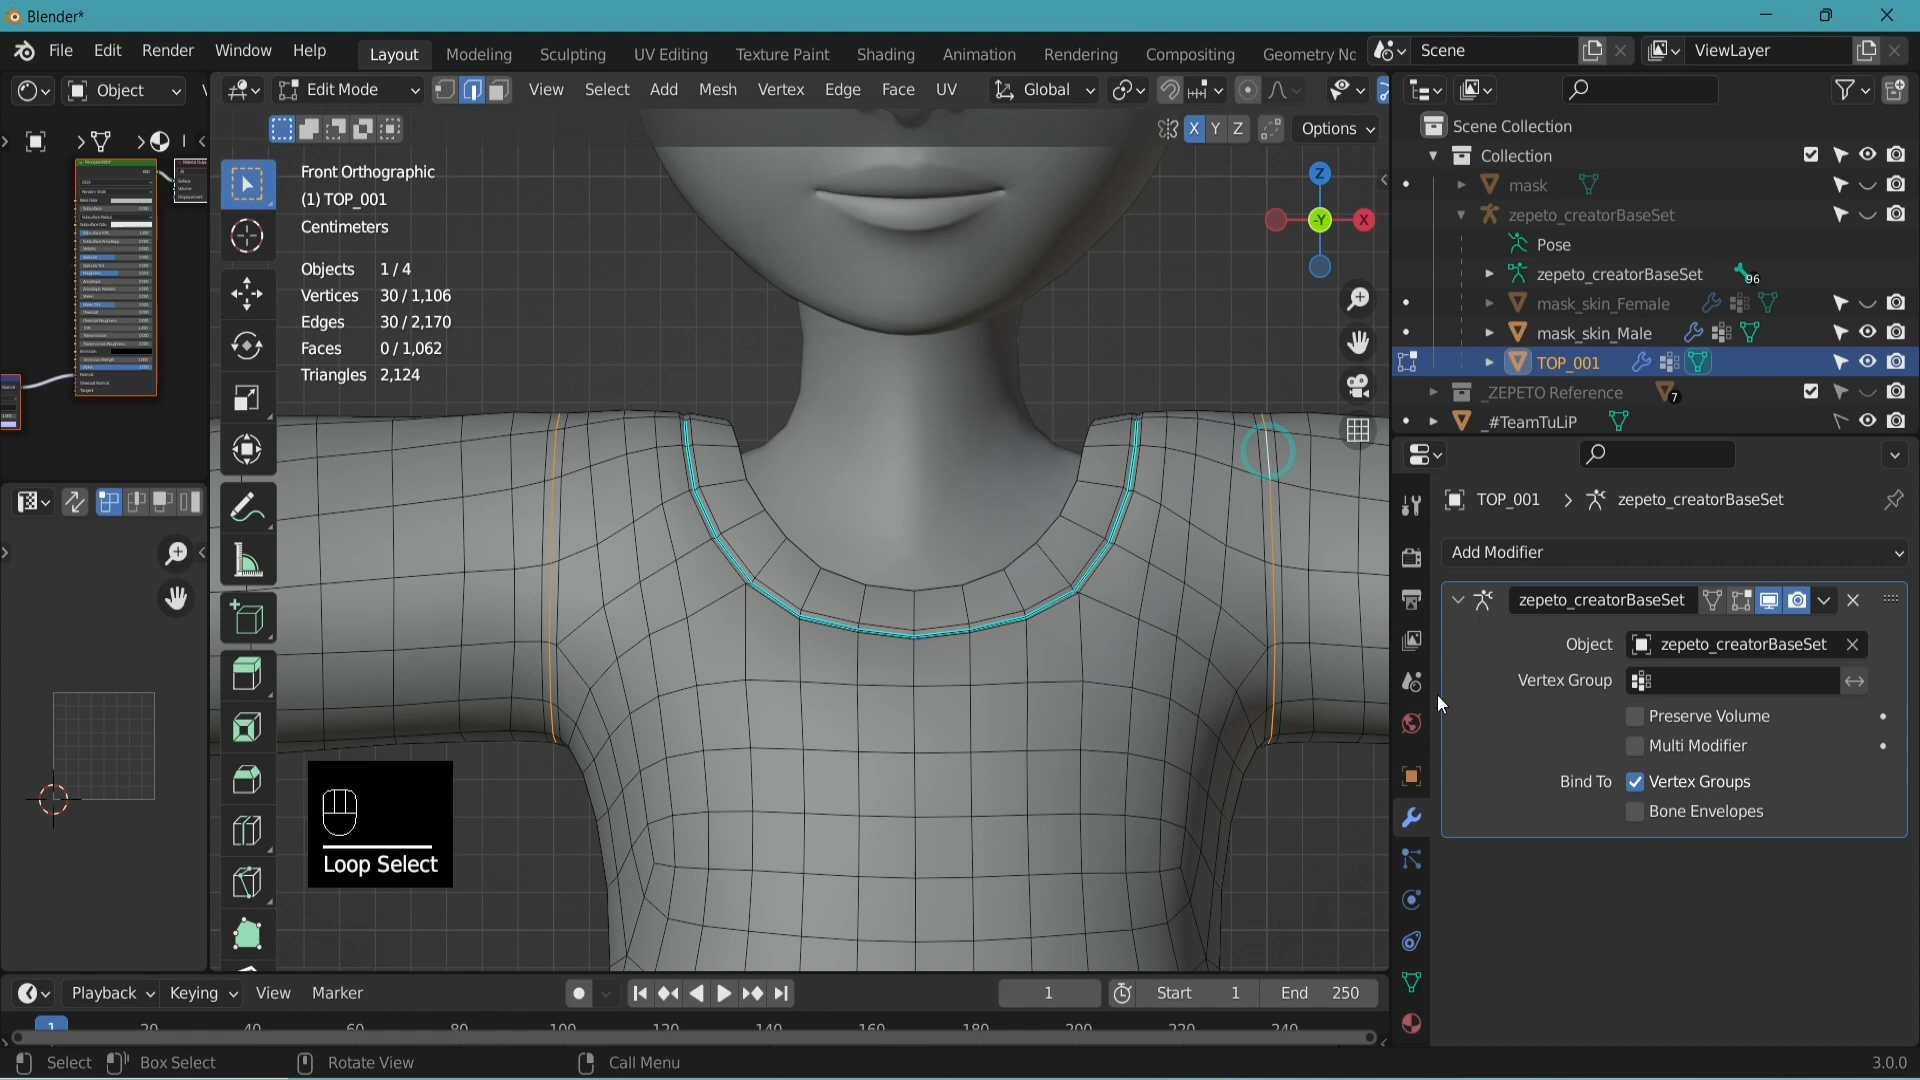 Blender*
File Edit Render Window Help
Layout Modeling Sculpting UV Editing Texture Paint Shading Animation Rendering Compositing Geometry No
Scene
ViewLayer
Object
Edit Mode View Select Add Mesh Vertex Edge Face UV Global
X Y Z Options
Front Orthographic
(1) TOP_001
Centimeters
Objects 1 / 4
Vertices 30 / 1,106
Edges 30 / 2,170
Faces 0 / 1,062
Triangles 2,124
Z
-Y
X
Loop Select
Scene Collection
Collection
mask
zepeto_creatorBaseSet
Pose
zepeto_creatorBaseSet 96
mask_skin_Female
mask_skin_Male
TOP_001
_ZEPETO Reference 7
_#TeamTuLiP
TOP_001 zepeto_creatorBaseSet
Add Modifier
zepeto_creatorBaseSet
Object zepeto_creatorBaseSet
Vertex Group
Preserve Volume
Multi Modifier
Bind To Vertex Groups
Bone Envelopes
Playback Keying View Marker
1 Start 1 End 250
1 20 40 60 80 100 120 140 160 180 200 220 240
Select Box Select Rotate View Call Menu 3.0.0